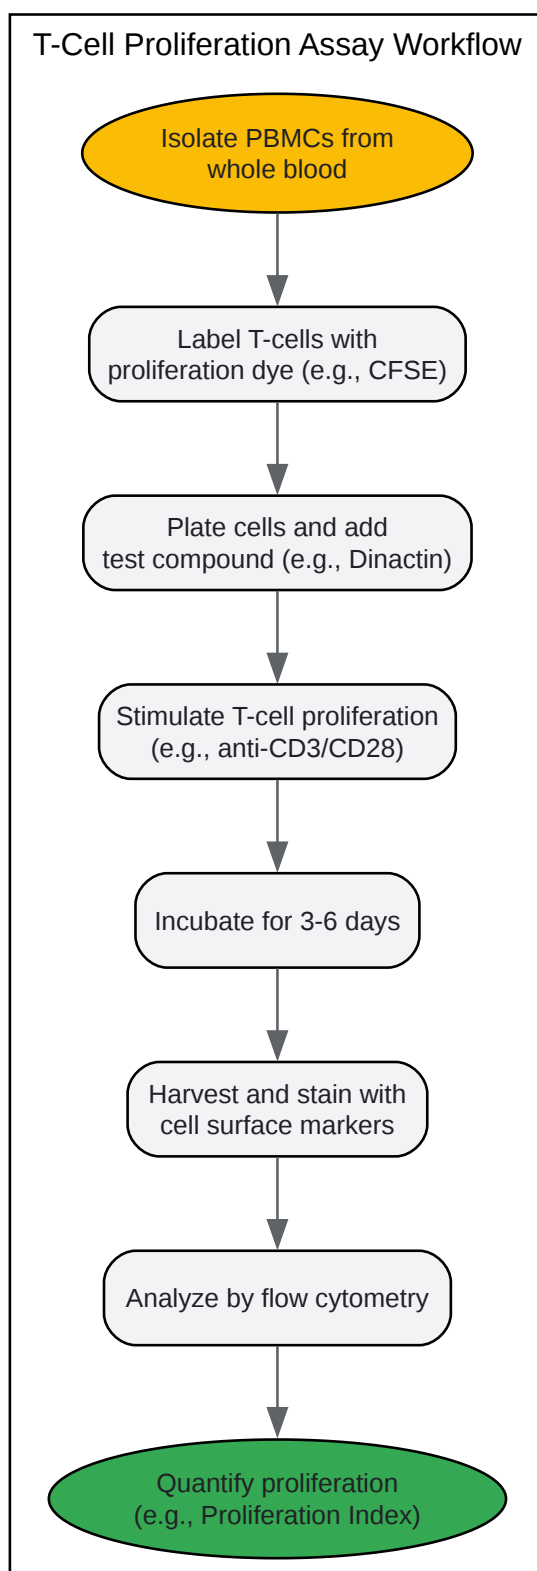 T-Cell Proliferation Assay Workflow
Isolate PBMCs from
whole blood
Label T-cells with
proliferation dye (e.g., CFSE)
Plate cells and add
test compound (e.g., Dinactin)
Stimulate T-cell proliferation
(e.g., anti-CD3/CD28)
Incubate for 3-6 days
Harvest and stain with
cell surface markers
Analyze by flow cytometry
Quantify proliferation
(e.g., Proliferation Index)